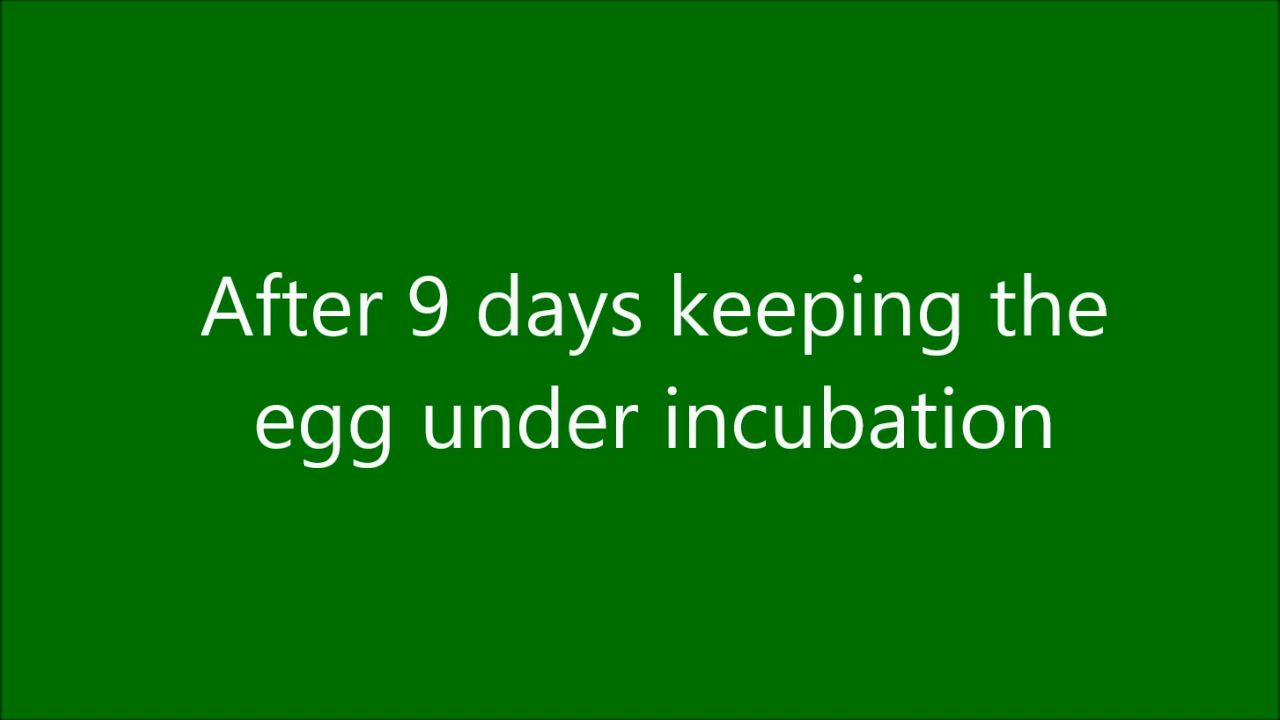 After 9 days keeping the
egg under incubation